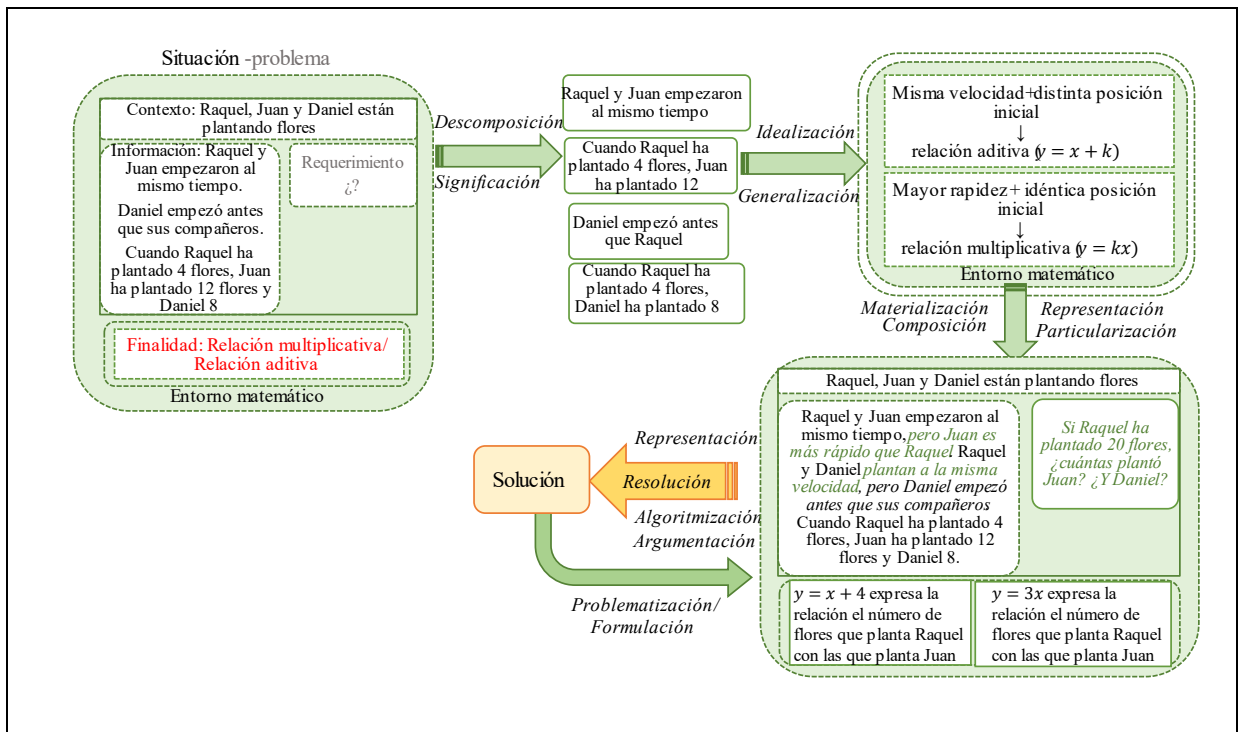 Situación -problema
Contexto: Raquel, Juan y Daniel están
plantando flores
Información: Raquel y
Juan empezaron al
mismo tiempo.
Daniel empezó antes
que sus compañeros.
Cuando Raquel ha
plantado 4 flores, Juan
ha plantado 12 flores y
Daniel 8
Requerimiento
¿?
Finalidad: Relación multiplicativa/
Relación aditiva
Entorno matemático
Descomposición
Significación
Raquel y Juan empezaron
al mismo tiempo
Cuando Raquel ha
plantado 4 flores, Juan
ha plantado 12
Daniel empezó antes
que Raquel
Cuando Raquel ha
plantado 4 flores,
Daniel ha plantado 8
Idealización
Generalización
Misma velocidad+distinta posición
inicial
↓
relación aditiva (y = x + k)
Mayor rapidez+ idéntica posición
inicial
↓
relación multiplicativa (y = kx)
Entorno matemático
Materialización
Composición
Representación
Particularización
Raquel, Juan y Daniel están plantando flores
Raquel y Juan empezaron al
mismo tiempo, pero Juan es
más rápido que Raquel. Raquel
y Daniel plantan a la misma
velocidad, pero Daniel empezó
antes que sus compañeros
Cuando Raquel ha plantado 4
flores, Juan ha plantado 12
flores y Daniel 8.
Si Raquel ha
plantado 20 flores,
¿cuántas plantó
Juan? ¿Y Daniel?
y = x + 4 expresa la
relación el número de
flores que planta Raquel
con las que planta Juan
y = 3x expresa la
relación el número de
flores que planta Raquel
con las que planta Juan
Representación
Resolución
Algoritmización
Argumentación
Solución
Problematización/
Formulación